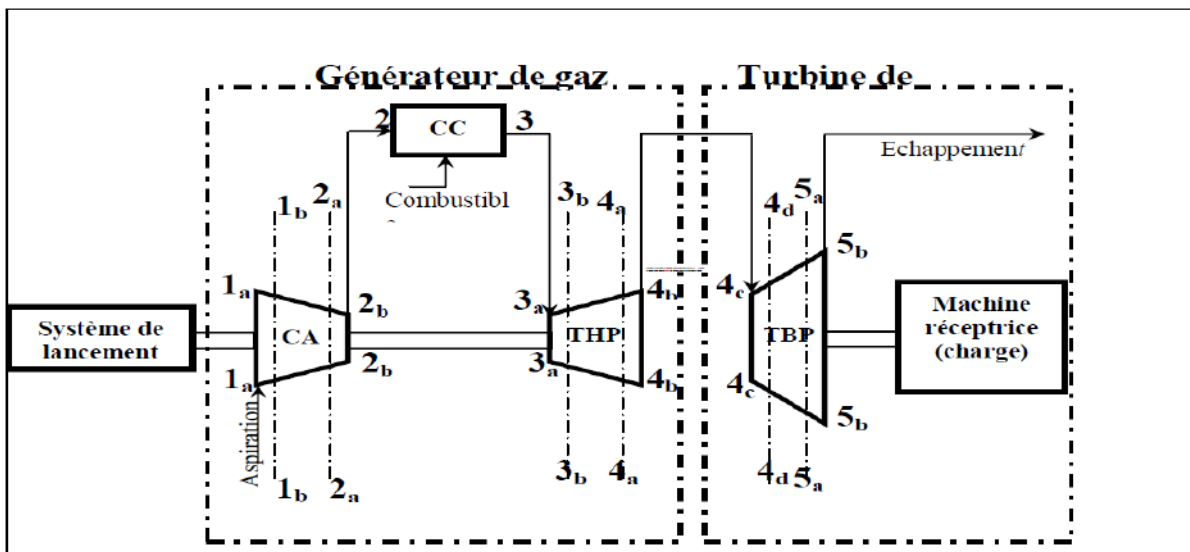 Générateur de gaz
Turbine de
2
CC
3
Combustibl
Echappement
1b
2a
3b
4a
4d
5a
1a
2b
3a
4b
4c
5b
Système de
lancement
CA
THP
TBP
Machine
réceptrice
(charge)
1a
2b
3a
4b
4c
5b
Aspiration
1b
2a
3b
4a
4d
5a